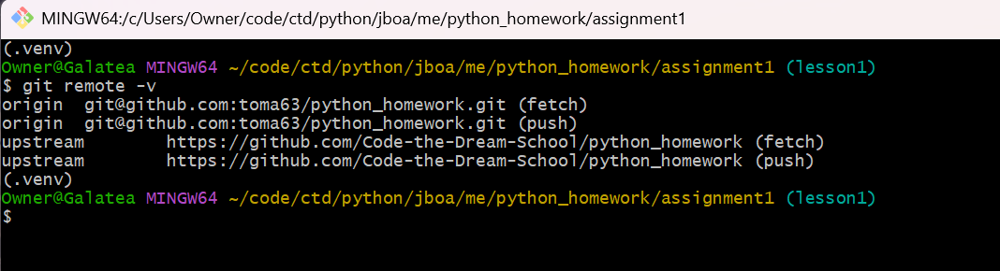 MINGW64:/c/Users/Owner/code/ctd/python/jboa/me/python_homework/assignment1
(.venv)
Owner@Galatea MINGW64 ~/code/ctd/python/jboa/me/python_homework/assignment1 (lesson1)
$ git remote -v
origin  git@github.com:toma63/python_homework.git (fetch)
origin  git@github.com:toma63/python_homework.git (push)
upstream        https://github.com/Code-the-Dream-School/python_homework (fetch)
upstream        https://github.com/Code-the-Dream-School/python_homework (push)
(.venv)
Owner@Galatea MINGW64 ~/code/ctd/python/jboa/me/python_homework/assignment1 (lesson1)
$